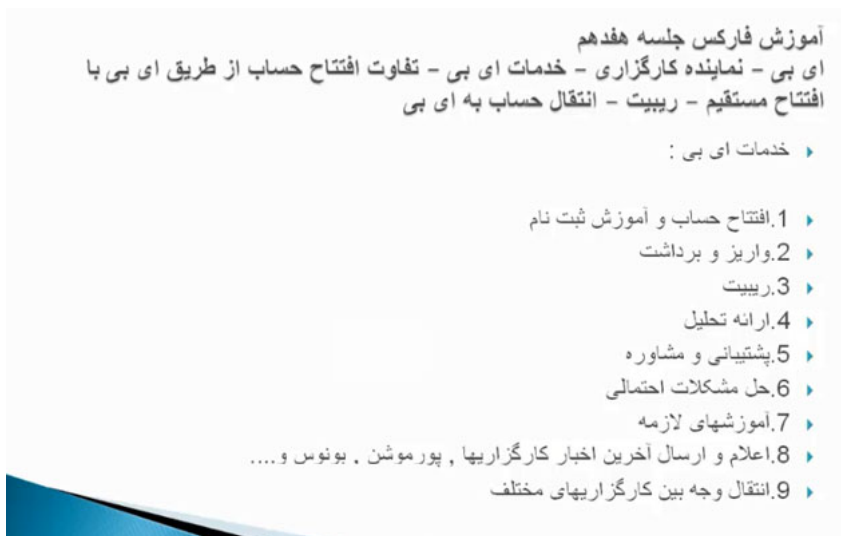 آموزش فارکس جلسه هفدهم
ای بی – نماینده کارگزاری – خدمات ای بی – تفاوت افتتاح حساب از طریق ای بی با
افتتاح مستقیم – ریبیت – انتقال حساب به ای بی
خدمات ای بی :
1.افتتاح حساب و آموزش ثبت نام
2.واریز و برداشت
3.ریبیت
4.ارائه تحلیل
5.پشتیبانی و مشاوره
6.حل مشکلات احتمالی
7.آموزشهای لازمه
8.اعلام و ارسال آخرین اخبار کارگزاریها , پورموشن , بونوس و....
9.انتقال وجه بین کارگزاریهای مختلف